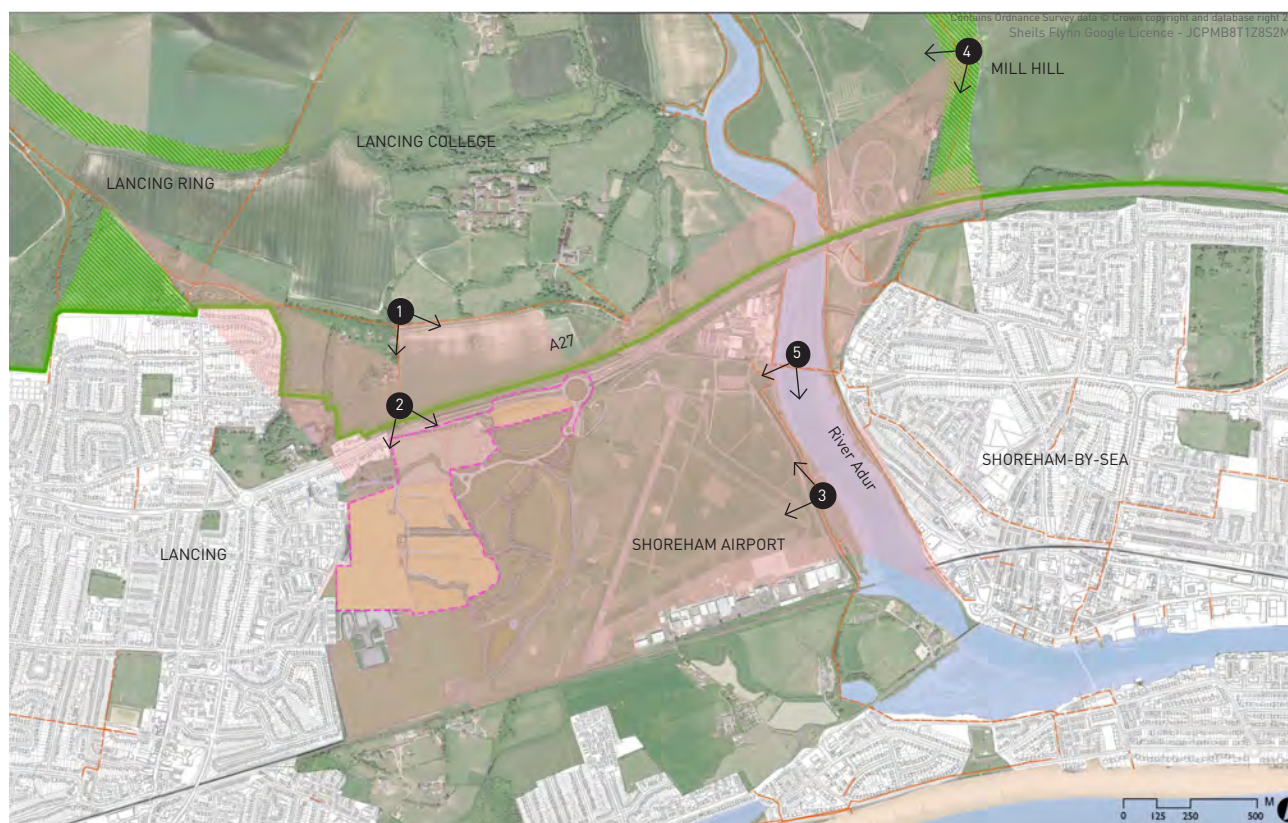 Contains Ordnance Survey data © Crown copyright and database right 2
Sheils Flynn Google Licence - JCPMB8T1Z8S2M
4
MILL HILL
LANCING COLLEGE
LANCING RING
1
A27
5
2
River Adur
SHOREHAM-BY-SEA
3
LANCING
SHOREHAM AIRPORT
M
0 125 250 500